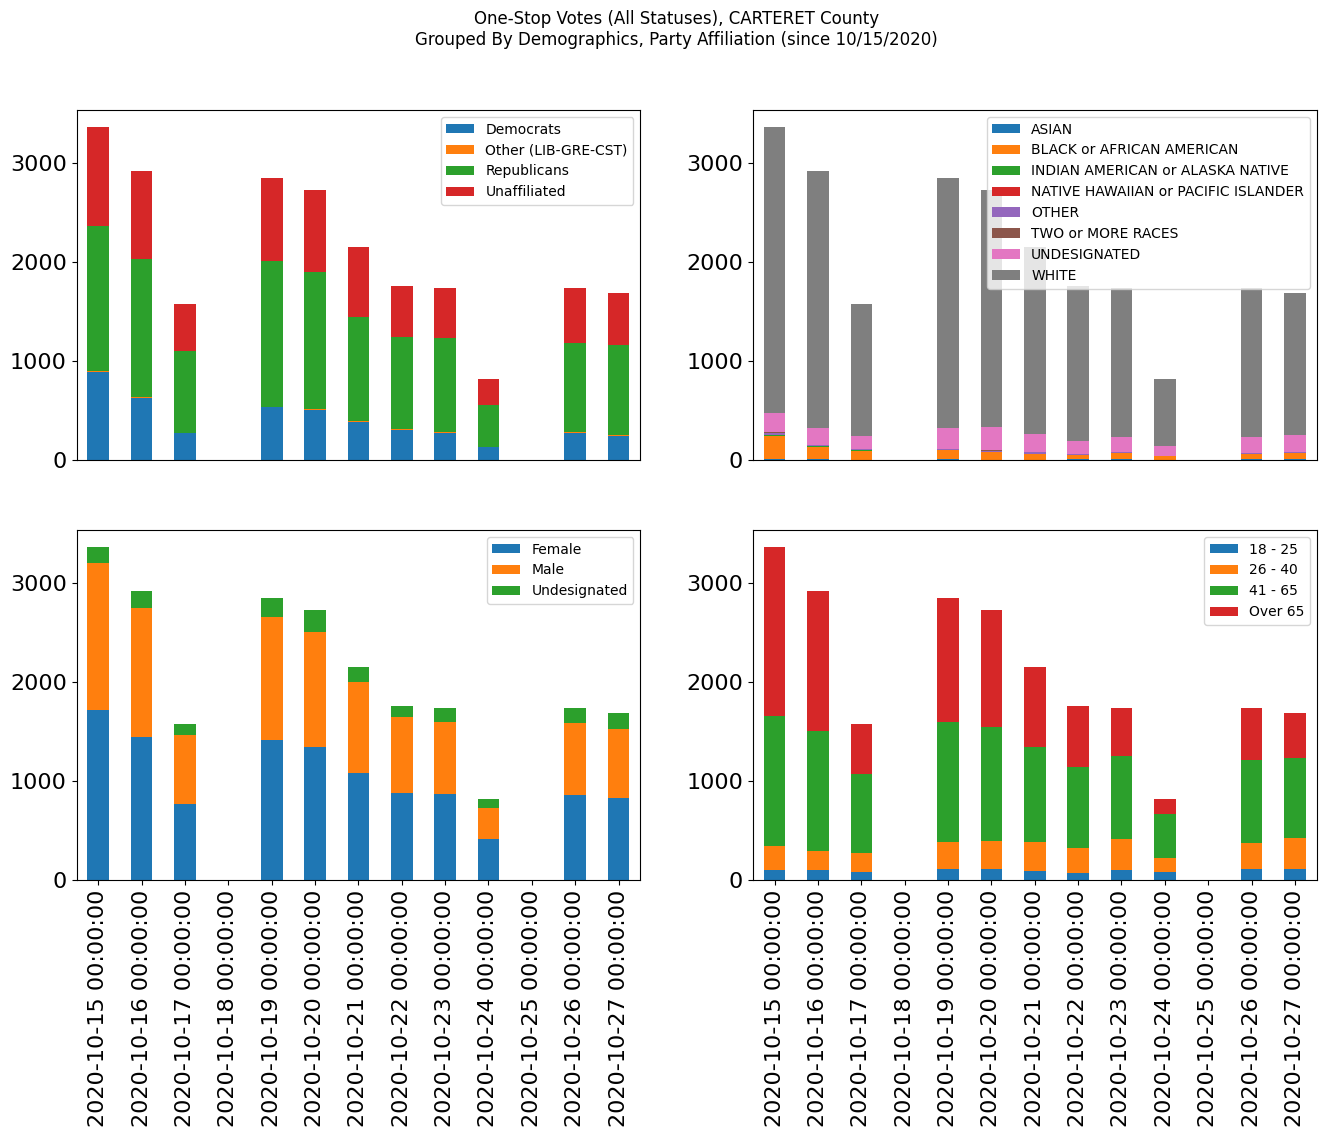 One-Stop Votes (All Statuses), CARTERET County
Grouped By Demographics, Party Affiliation (since 10/15/2020)
3000
2000
1000
0
Democrats
Other (LIB-GRE-CST)
Republicans
Unaffiliated
3000
2000
1000
0
ASIAN
BLACK or AFRICAN AMERICAN
INDIAN AMERICAN or ALASKA NATIVE
NATIVE HAWAIIAN or PACIFIC ISLANDER
OTHER
TWO or MORE RACES
UNDESIGNATED
WHITE
3000
2000
1000
0
Female
Male
Undesignated
2020-10-15 00:00:00
2020-10-16 00:00:00
2020-10-17 00:00:00
2020-10-18 00:00:00
2020-10-19 00:00:00
2020-10-20 00:00:00
2020-10-21 00:00:00
2020-10-22 00:00:00
2020-10-23 00:00:00
2020-10-24 00:00:00
2020-10-25 00:00:00
2020-10-26 00:00:00
2020-10-27 00:00:00
3000
2000
1000
0
18 - 25
26 - 40
41 - 65
Over 65
2020-10-15 00:00:00
2020-10-16 00:00:00
2020-10-17 00:00:00
2020-10-18 00:00:00
2020-10-19 00:00:00
2020-10-20 00:00:00
2020-10-21 00:00:00
2020-10-22 00:00:00
2020-10-23 00:00:00
2020-10-24 00:00:00
2020-10-25 00:00:00
2020-10-26 00:00:00
2020-10-27 00:00:00